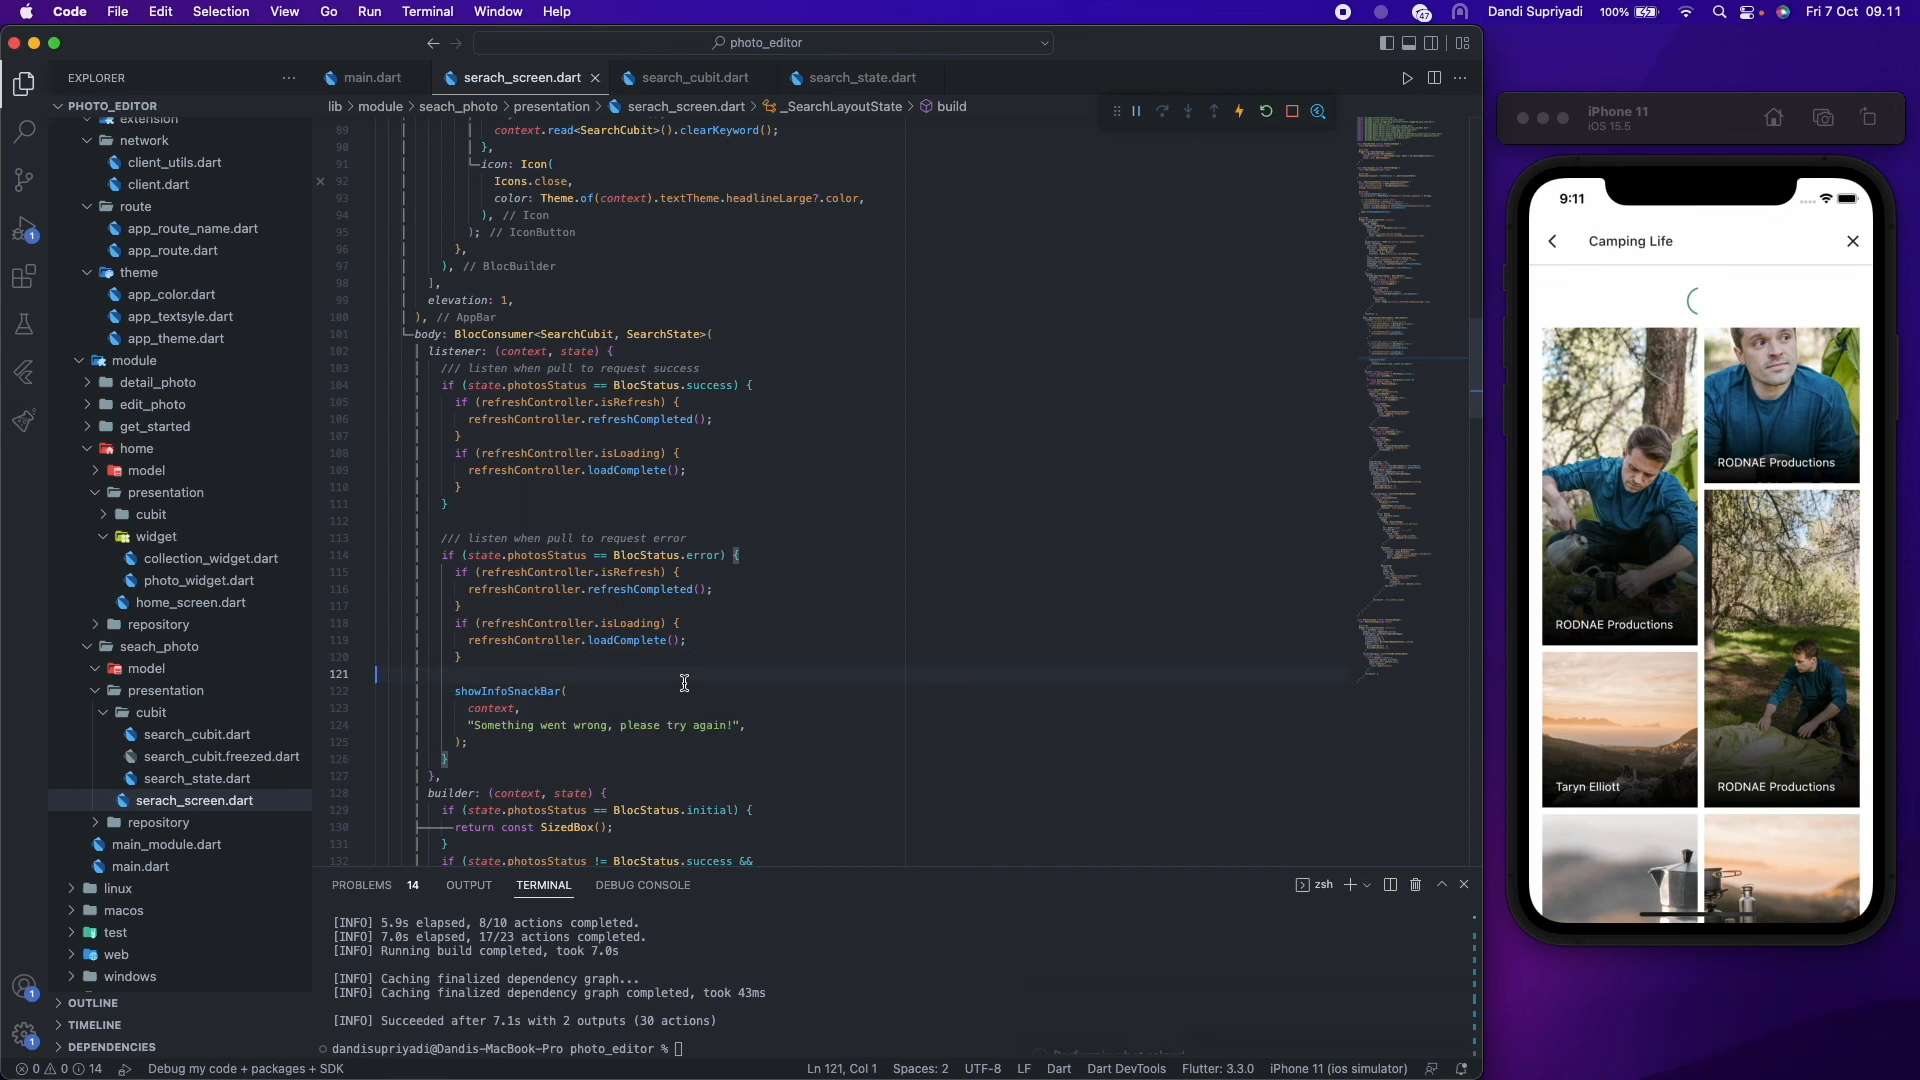 Code File Edit Selection View Go Run Terminal Window Help
47
Dandi Supriyadi 100% Fri 7 Oct 09.11
photo_editor
EXPLORER
main.dart
serach_screen.dart
search_cubit.dart
search_state.dart
PHOTO_EDITOR
lib > module > seach_photo > presentation > serach_screen.dart > _SearchLayoutState > build
extension
network
client_utils.dart
client.dart
route
app_route_name.dart
app_route.dart
theme
app_color.dart
app_textsyle.dart
app_theme.dart
module
detail_photo
edit_photo
get_started
home
model
presentation
cubit
widget
collection_widget.dart
photo_widget.dart
home_screen.dart
repository
seach_photo
model
presentation
cubit
search_cubit.dart
search_cubit.freezed.dart
search_state.dart
serach_screen.dart
repository
main_module.dart
main.dart
linux
macos
test
web
windows
OUTLINE
TIMELINE
DEPENDENCIES
1
1
1
89 context.read<SearchCubit>().clearKeyword();
90 },
91 icon: Icon(
92 Icons.close,
93 color: Theme.of(context).textTheme.headlineLarge?.color,
94 ), // Icon
95 ); // IconButton
96 },
97 ), // BlocBuilder
98 ],
99 elevation: 1,
100 ), // AppBar
101 body: BlocConsumer<SearchCubit, SearchState>(
102 listener: (context, state) {
103 /// listen when pull to request success
104 if (state.photosStatus == BlocStatus.success) {
105 if (refreshController.isRefresh) {
106 refreshController.refreshCompleted();
107 }
108 if (refreshController.isLoading) {
109 refreshController.loadComplete();
110 }
111 }
112
113 /// listen when pull to request error
114 if (state.photosStatus == BlocStatus.error) {
115 if (refreshController.isRefresh) {
116 refreshController.refreshCompleted();
117 }
118 if (refreshController.isLoading) {
119 refreshController.loadComplete();
120 }
121
122 showInfoSnackBar(
123 context,
124 "Something went wrong, please try again!",
125 );
126 }
127 },
128 builder: (context, state) {
129 if (state.photosStatus == BlocStatus.initial) {
130 return const SizedBox();
131 }
132 if (state.photosStatus != BlocStatus.success &&
PROBLEMS 14 OUTPUT TERMINAL DEBUG CONSOLE
zsh
[INFO] 5.9s elapsed, 8/10 actions completed.
[INFO] 7.0s elapsed, 17/23 actions completed.
[INFO] Running build completed, took 7.0s
[INFO] Caching finalized dependency graph...
[INFO] Caching finalized dependency graph completed, took 43ms
[INFO] Succeeded after 7.1s with 2 outputs (30 actions)
dandisupriyadi@Dandis-MacBook-Pro photo_editor %
0 0 14 Debug my code + packages + SDK
Ln 121, Col 1 Spaces: 2 UTF-8 LF Dart Dart DevTools Flutter: 3.3.0 iPhone 11 (ios simulator)
iPhone 11
iOS 15.5
9:11
Camping Life
RODNAE Productions
RODNAE Productions
Taryn Elliott
RODNAE Productions